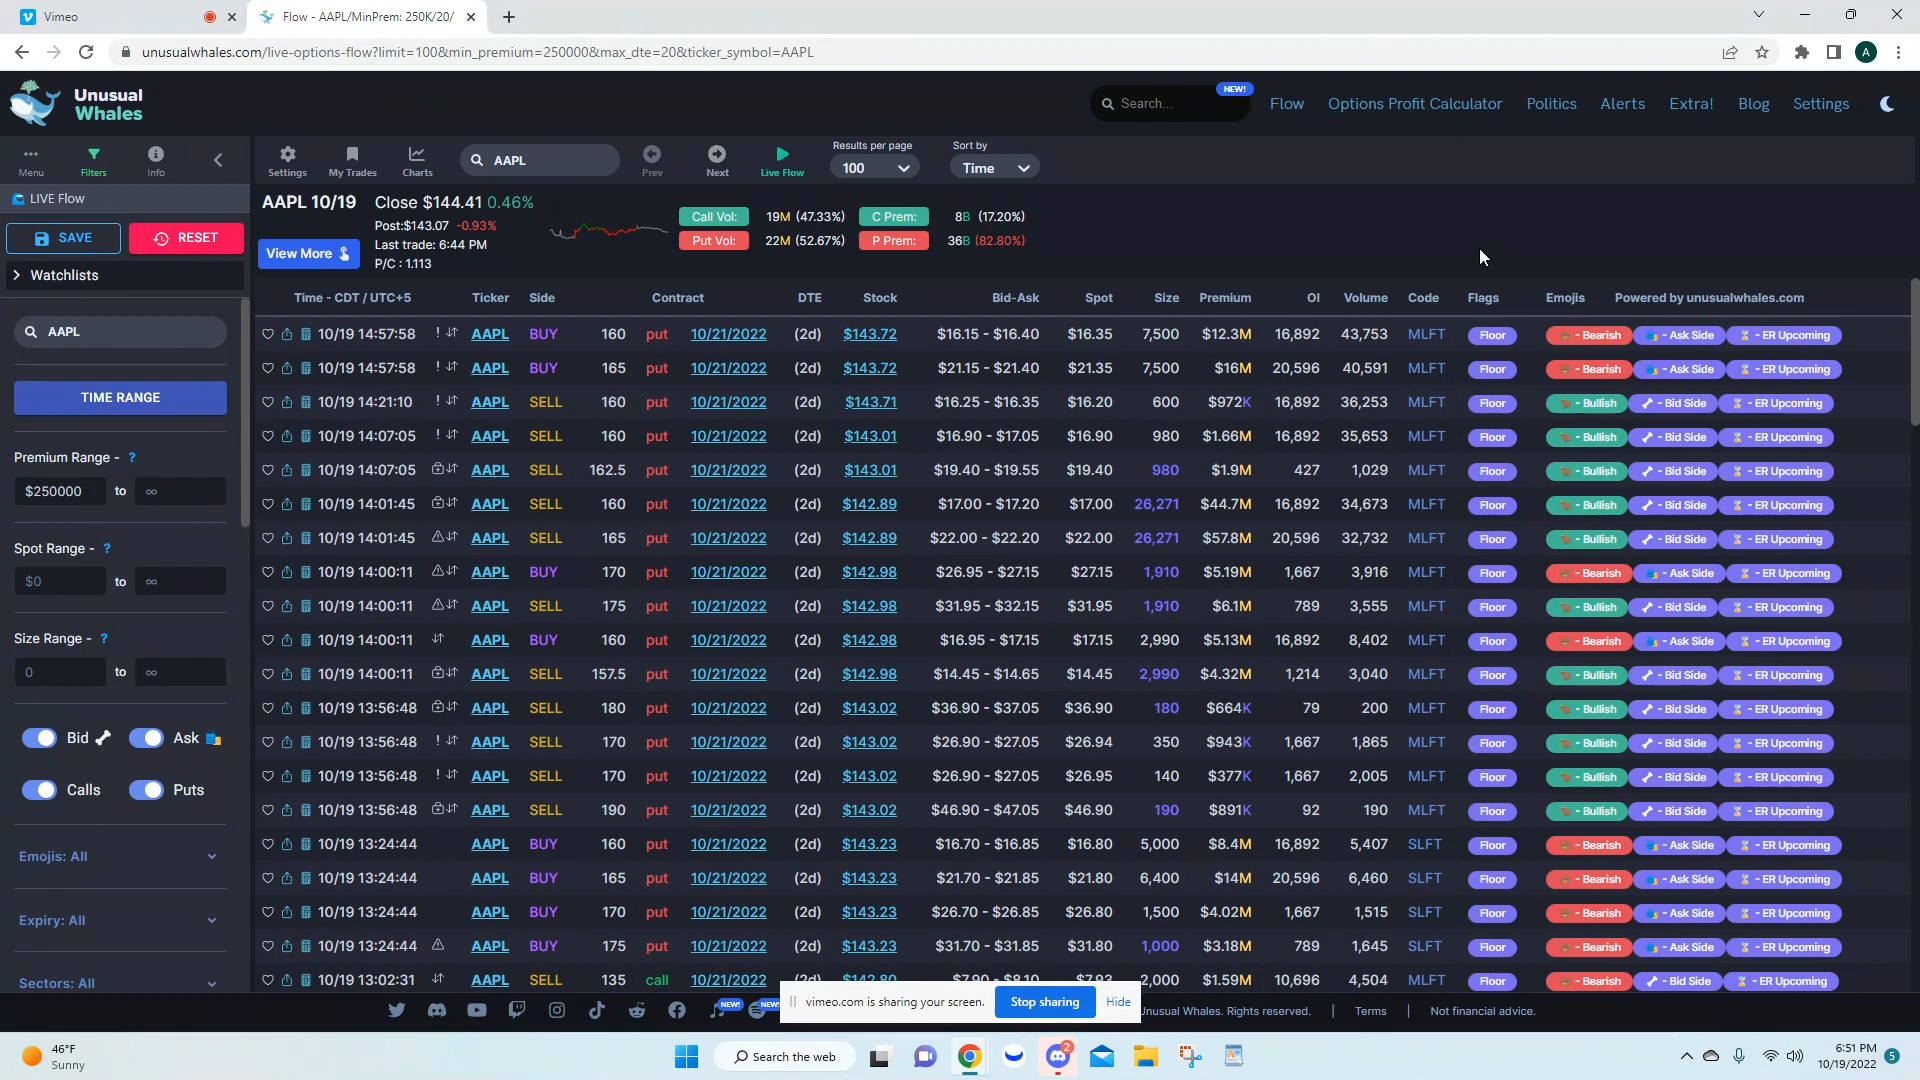 Vimeo
Flow - AAPL/MinPrem: 250K/20/
unusualwhales.com/live-options-flow?limit=100&min_premium=250000&max_dte=20&ticker_symbol=AAPL
A
Unusual
Whales
Search...
NEW!
Flow
Options Profit Calculator
Politics
Alerts
Extra!
Blog
Settings
Menu
Filters
Info
Settings
My Trades
Charts
AAPL
Prev
Next
Live Flow
Results per page
100
Sort by
Time
LIVE Flow
SAVE
RESET
Watchlists
AAPL
TIME RANGE
Premium Range - ?
$250000 to ∞
Spot Range - ?
$0 to ∞
Size Range - ?
0 to ∞
Bid Ask
Calls Puts
Emojis: All
Expiry: All
Sectors: All
AAPL 10/19
View More
Close $144.41 0.46%
Post:$143.07 -0.93%
Last trade: 6:44 PM
P/C : 1.113
Call Vol: 19M (47.33%) C Prem: 8B (17.20%)
Put Vol: 22M (52.67%) P Prem: 36B (82.80%)
Time - CDT / UTC+5 Ticker Side Contract DTE Stock Bid-Ask Spot Size Premium OI Volume Code Flags Emojis Powered by unusualwhales.com
10/19 14:57:58 ! AAPL BUY 160 put 10/21/2022 (2d) $143.72 $16.15 - $16.40 $16.35 7,500 $12.3M 16,892 43,753 MLFT Floor - Bearish - Ask Side - ER Upcoming
10/19 14:57:58 ! AAPL BUY 165 put 10/21/2022 (2d) $143.72 $21.15 - $21.40 $21.35 7,500 $16M 20,596 40,591 MLFT Floor - Bearish - Ask Side - ER Upcoming
10/19 14:21:10 ! AAPL SELL 160 put 10/21/2022 (2d) $143.71 $16.25 - $16.35 $16.20 600 $972K 16,892 36,253 MLFT Floor - Bullish - Bid Side - ER Upcoming
10/19 14:07:05 ! AAPL SELL 160 put 10/21/2022 (2d) $143.01 $16.90 - $17.05 $16.90 980 $1.66M 16,892 35,653 MLFT Floor - Bullish - Bid Side - ER Upcoming
10/19 14:07:05 AAPL SELL 162.5 put 10/21/2022 (2d) $143.01 $19.40 - $19.55 $19.40 980 $1.9M 427 1,029 MLFT Floor - Bullish - Bid Side - ER Upcoming
10/19 14:01:45 AAPL SELL 160 put 10/21/2022 (2d) $142.89 $17.00 - $17.20 $17.00 26,271 $44.7M 16,892 34,673 MLFT Floor - Bullish - Bid Side - ER Upcoming
10/19 14:01:45 AAPL SELL 165 put 10/21/2022 (2d) $142.89 $22.00 - $22.20 $22.00 26,271 $57.8M 20,596 32,732 MLFT Floor - Bullish - Bid Side - ER Upcoming
10/19 14:00:11 AAPL BUY 170 put 10/21/2022 (2d) $142.98 $26.95 - $27.15 $27.15 1,910 $5.19M 1,667 3,916 MLFT Floor - Bearish - Ask Side - ER Upcoming
10/19 14:00:11 AAPL SELL 175 put 10/21/2022 (2d) $142.98 $31.95 - $32.15 $31.95 1,910 $6.1M 789 3,555 MLFT Floor - Bullish - Bid Side - ER Upcoming
10/19 14:00:11 AAPL BUY 160 put 10/21/2022 (2d) $142.98 $16.95 - $17.15 $17.15 2,990 $5.13M 16,892 8,402 MLFT Floor - Bearish - Ask Side - ER Upcoming
10/19 14:00:11 AAPL SELL 157.5 put 10/21/2022 (2d) $142.98 $14.45 - $14.65 $14.45 2,990 $4.32M 1,214 3,040 MLFT Floor - Bullish - Bid Side - ER Upcoming
10/19 13:56:48 AAPL SELL 180 put 10/21/2022 (2d) $143.02 $36.90 - $37.05 $36.90 180 $664K 79 200 MLFT Floor - Bullish - Bid Side - ER Upcoming
10/19 13:56:48 ! AAPL SELL 170 put 10/21/2022 (2d) $143.02 $26.90 - $27.05 $26.94 350 $943K 1,667 1,865 MLFT Floor - Bullish - Bid Side - ER Upcoming
10/19 13:56:48 ! AAPL SELL 170 put 10/21/2022 (2d) $143.02 $26.90 - $27.05 $26.95 140 $377K 1,667 2,005 MLFT Floor - Bullish - Bid Side - ER Upcoming
10/19 13:56:48 AAPL SELL 190 put 10/21/2022 (2d) $143.02 $46.90 - $47.05 $46.90 190 $891K 92 190 MLFT Floor - Bullish - Bid Side - ER Upcoming
10/19 13:24:44 AAPL BUY 160 put 10/21/2022 (2d) $143.23 $16.70 - $16.85 $16.80 5,000 $8.4M 16,892 5,407 SLFT Floor - Bearish - Ask Side - ER Upcoming
10/19 13:24:44 AAPL BUY 165 put 10/21/2022 (2d) $143.23 $21.70 - $21.85 $21.80 6,400 $14M 20,596 6,460 SLFT Floor - Bearish - Ask Side - ER Upcoming
10/19 13:24:44 AAPL BUY 170 put 10/21/2022 (2d) $143.23 $26.70 - $26.85 $26.80 1,500 $4.02M 1,667 1,515 SLFT Floor - Bearish - Ask Side - ER Upcoming
10/19 13:24:44 AAPL BUY 175 put 10/21/2022 (2d) $143.23 $31.70 - $31.85 $31.80 1,000 $3.18M 789 1,645 SLFT Floor - Bearish - Ask Side - ER Upcoming
10/19 13:02:31 AAPL SELL 135 call 10/21/2022 (2d) $142.80 $7.90 - $8.10 $7.93 2,000 $1.59M 10,696 4,504 MLFT Floor - Bearish - Bid Side - ER Upcoming
NEW!
NEW!
vimeo.com is sharing your screen.
Stop sharing
Hide
Unusual Whales. Rights reserved. | Terms | Not financial advice.
46°F
Sunny
Search the web
2
6:51 PM
10/19/2022
5